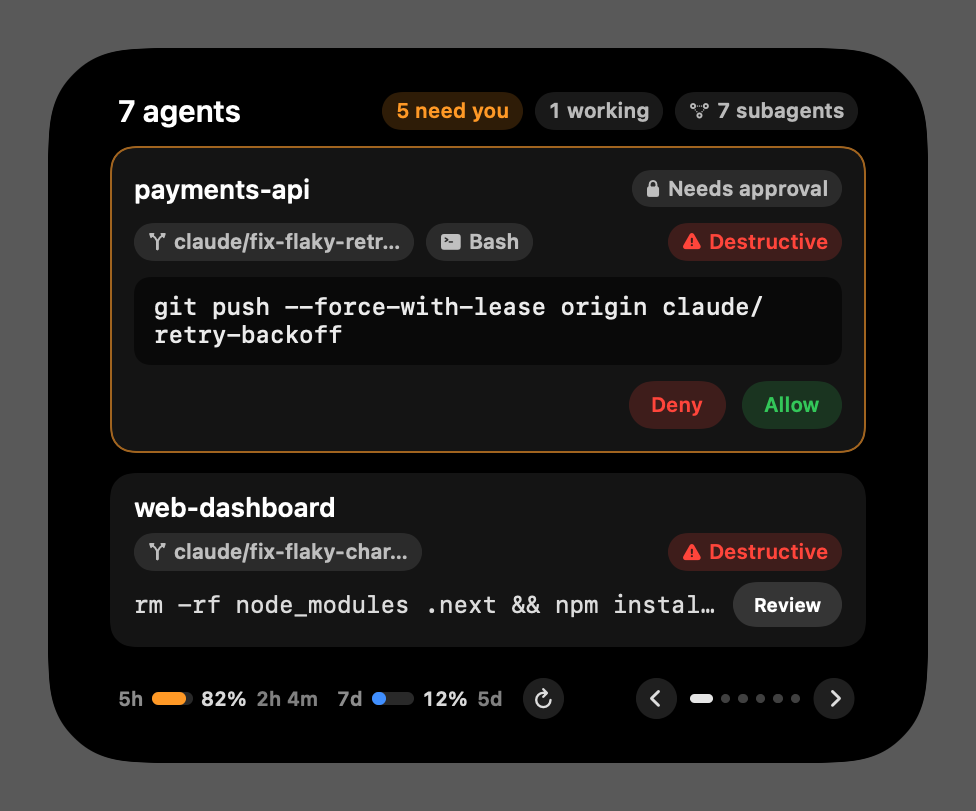 7 agents 5 need you 1 working 7 subagents
payments-api Needs approval
claude/fix-flaky-retr... Bash Destructive
git push --force-with-lease origin claude/
retry-backoff
Deny Allow
web-dashboard
claude/fix-flaky-char... Destructive
rm -rf node_modules .next && npm instal… Review
5h 82% 2h 4m 7d 12% 5d